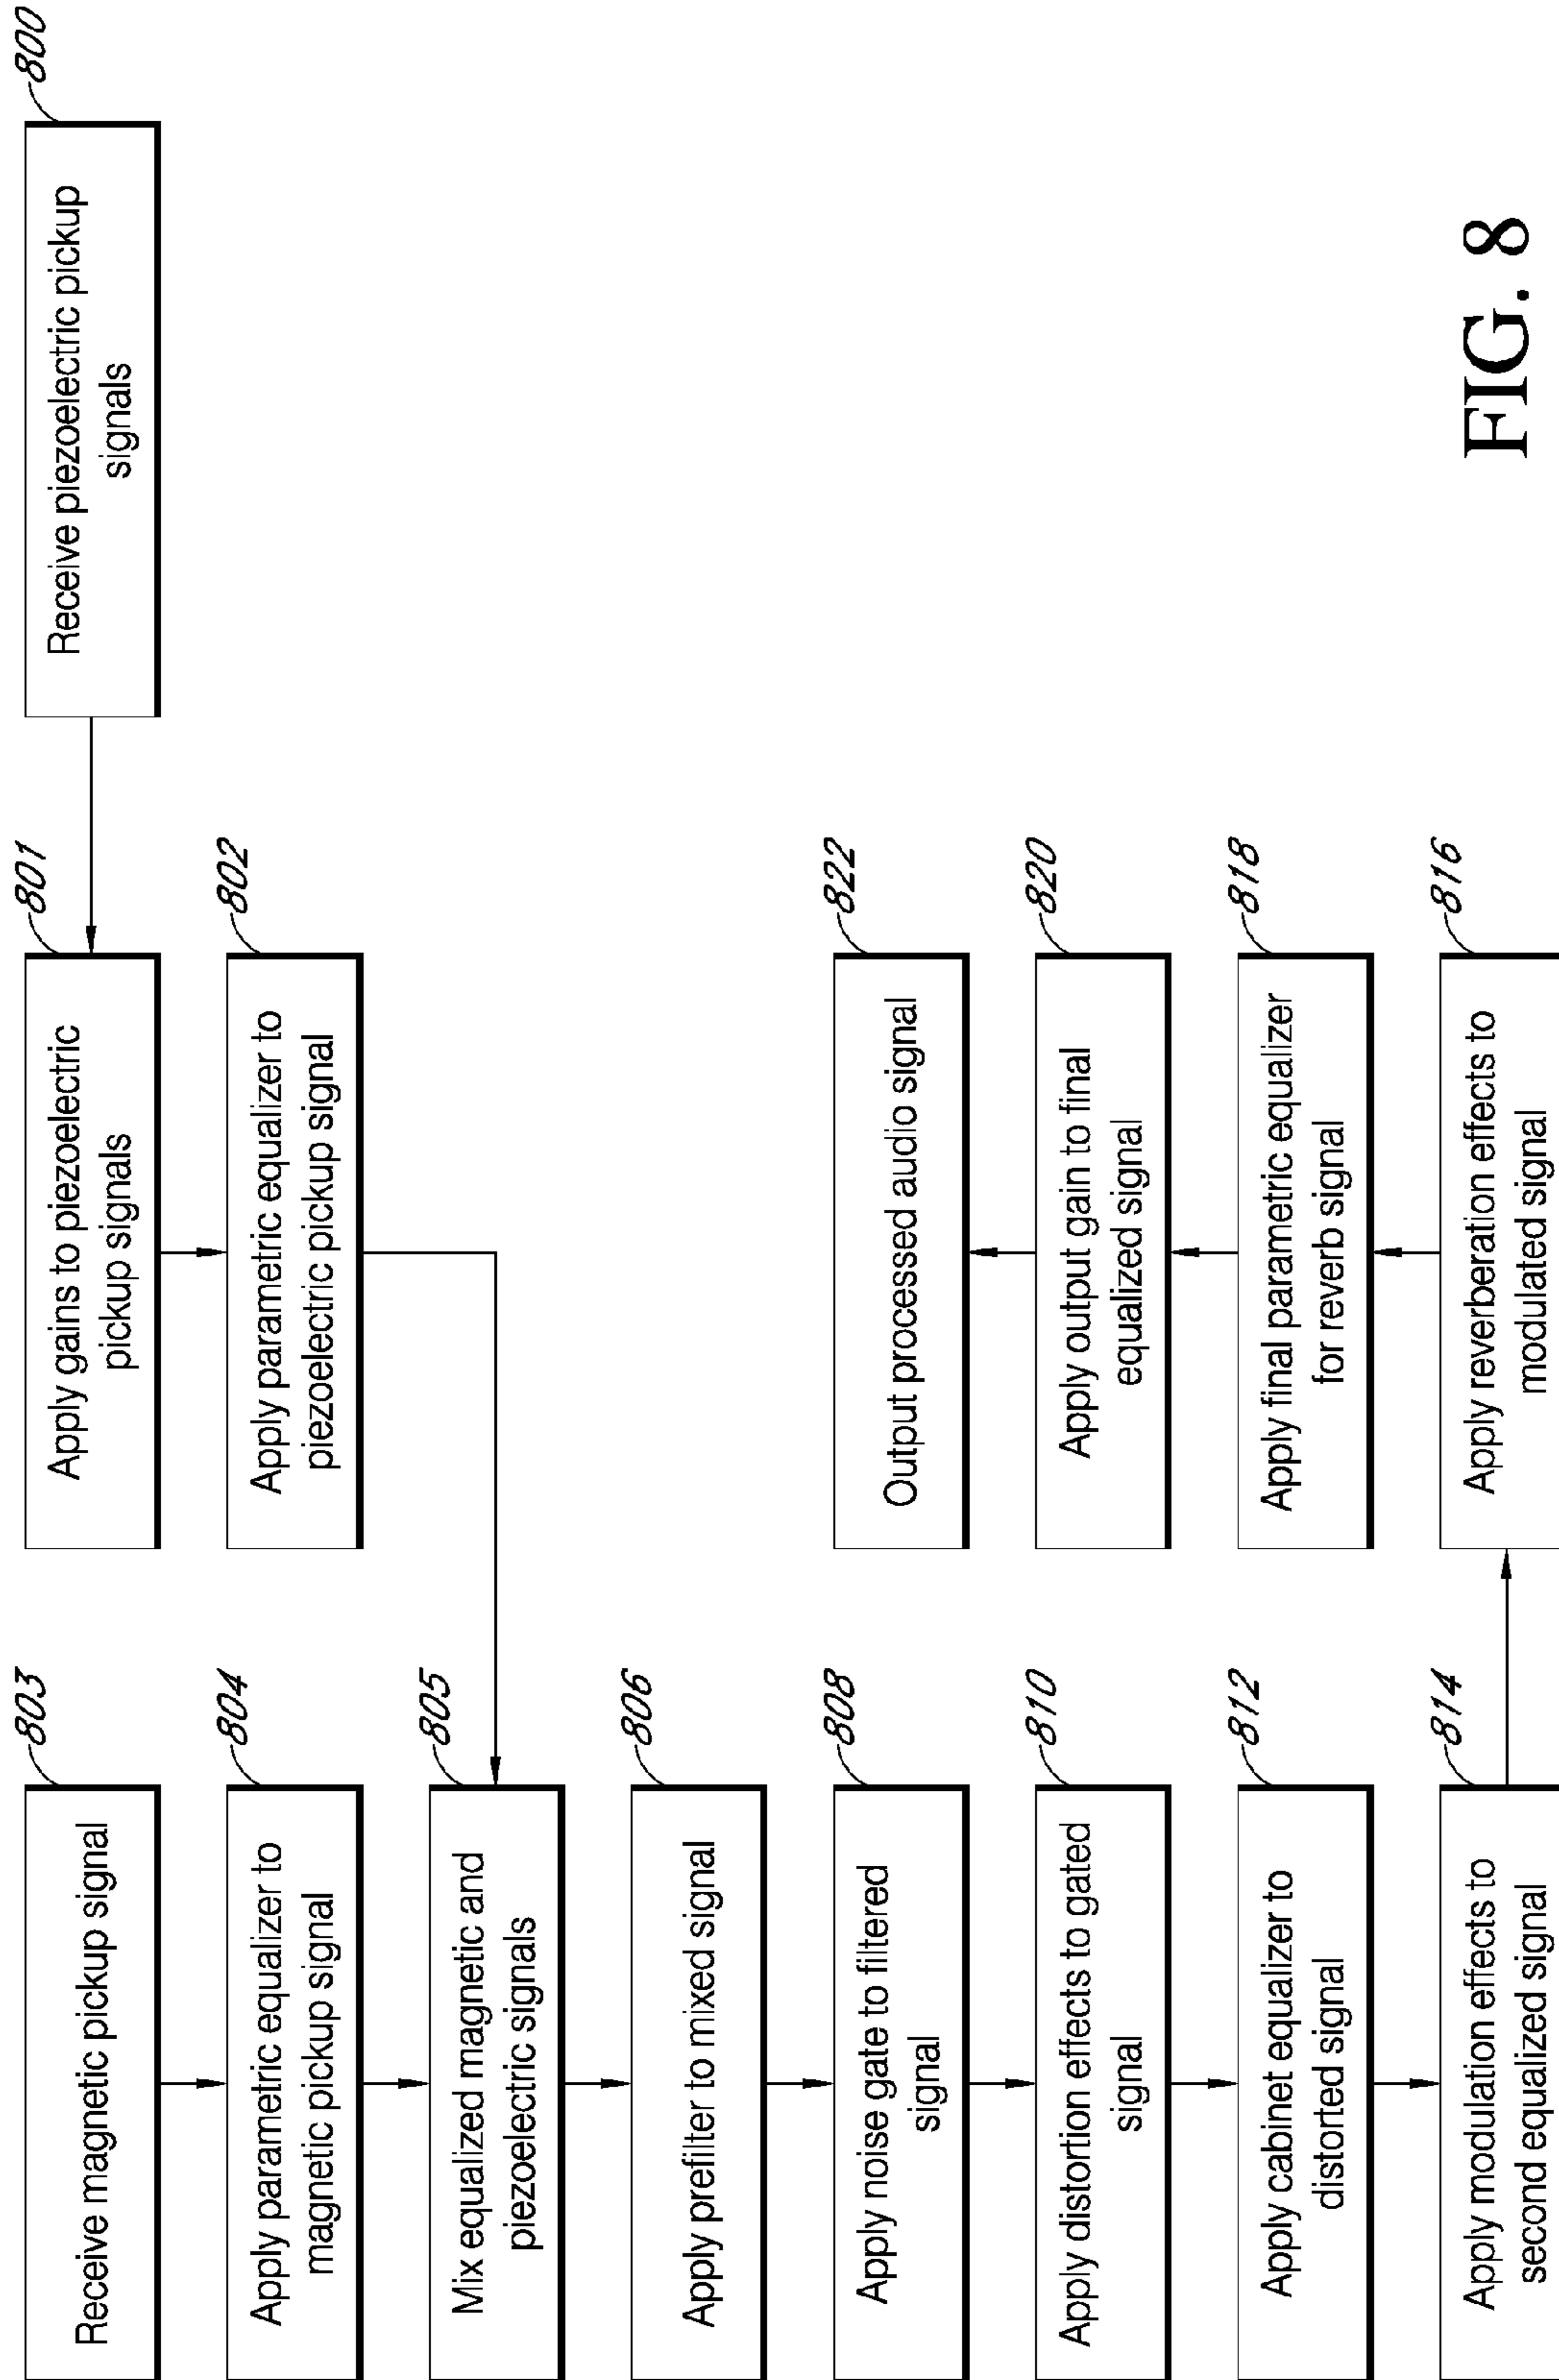 803
Receive magnetic pickup signal
804
Apply parametric equalizer to
magnetic pickup signal
805
Mix equalized magnetic and
piezoelectric signals
806
Apply prefilter to mixed signal
808
Apply noise gate to filtered
signal
810
Apply distortion effects to gated
signal
812
Apply cabinet equalizer to
distorted signal
814
Apply modulation effects to
second equalized signal
801
Apply gains to piezoelectric
pickup signals
802
Apply parametric equalizer to
piezoelectric pickup signal
822
Output processed audio signal
820
Apply output gain to final
equalized signal
818
Apply final parametric equalizer
for reverb signal
816
Apply reverberation effects to
modulated signal
800
Receive piezoelectric pickup
signals
FIG. 8